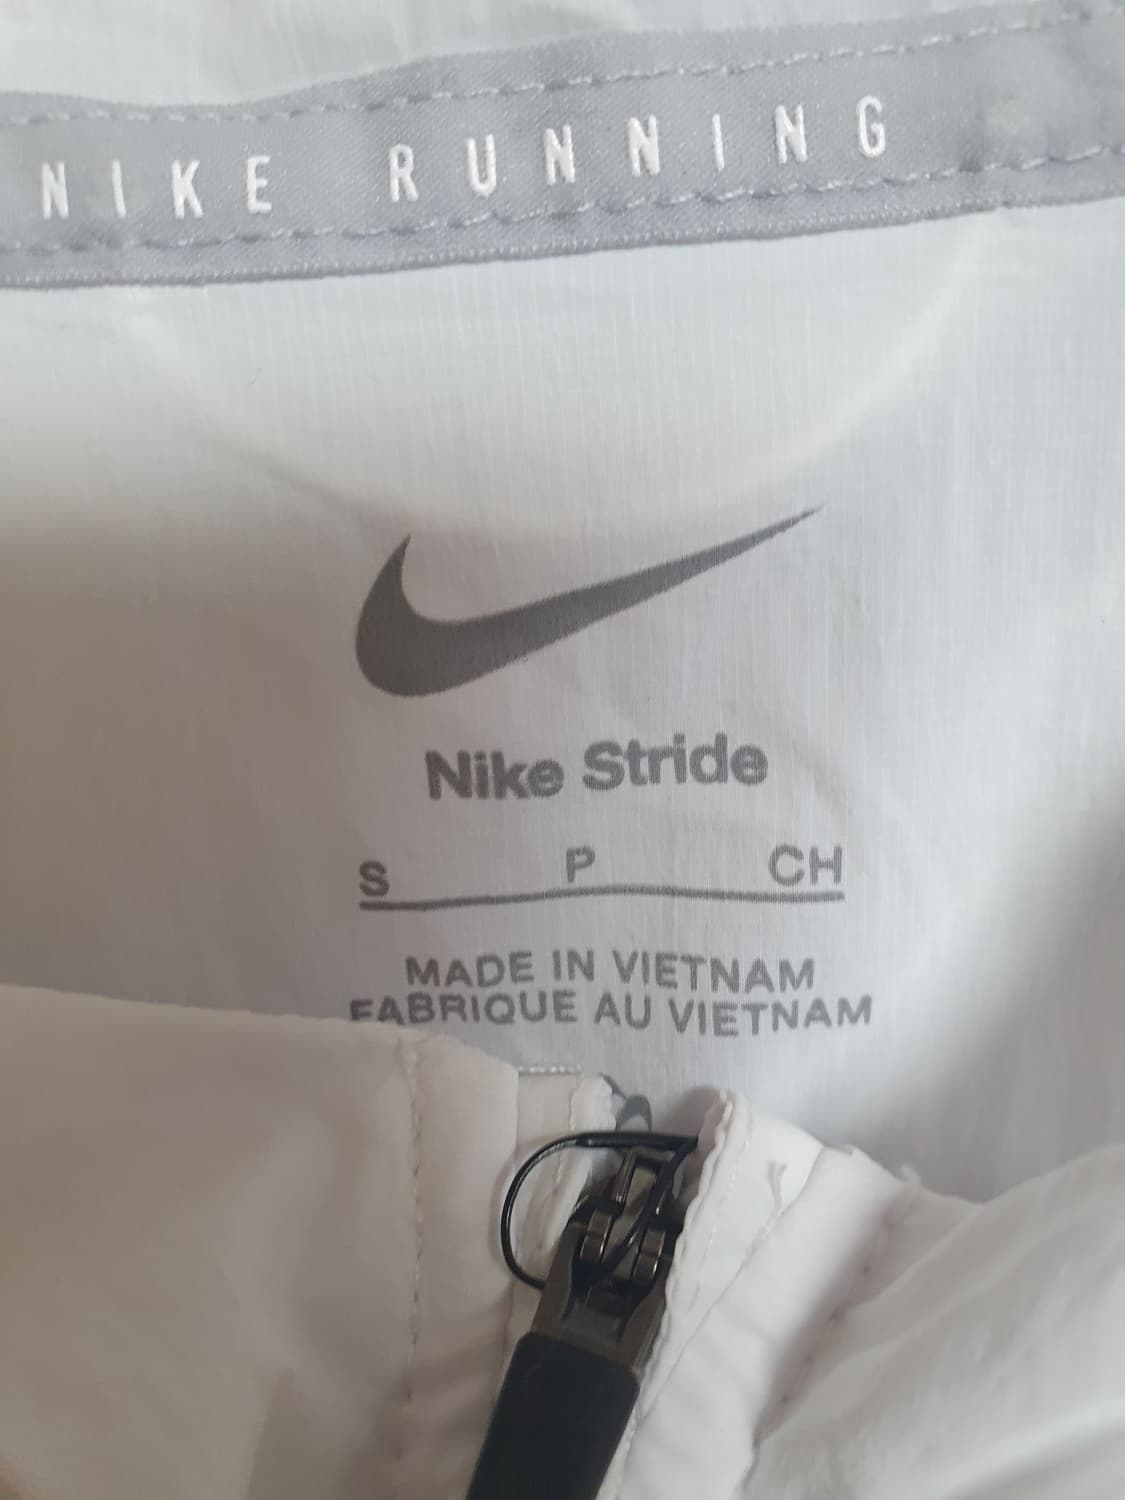 NIKE RUNNING
Nike Stride
S P CH
MADE IN VIETNAM
FABRIQUE AU VIETNAM